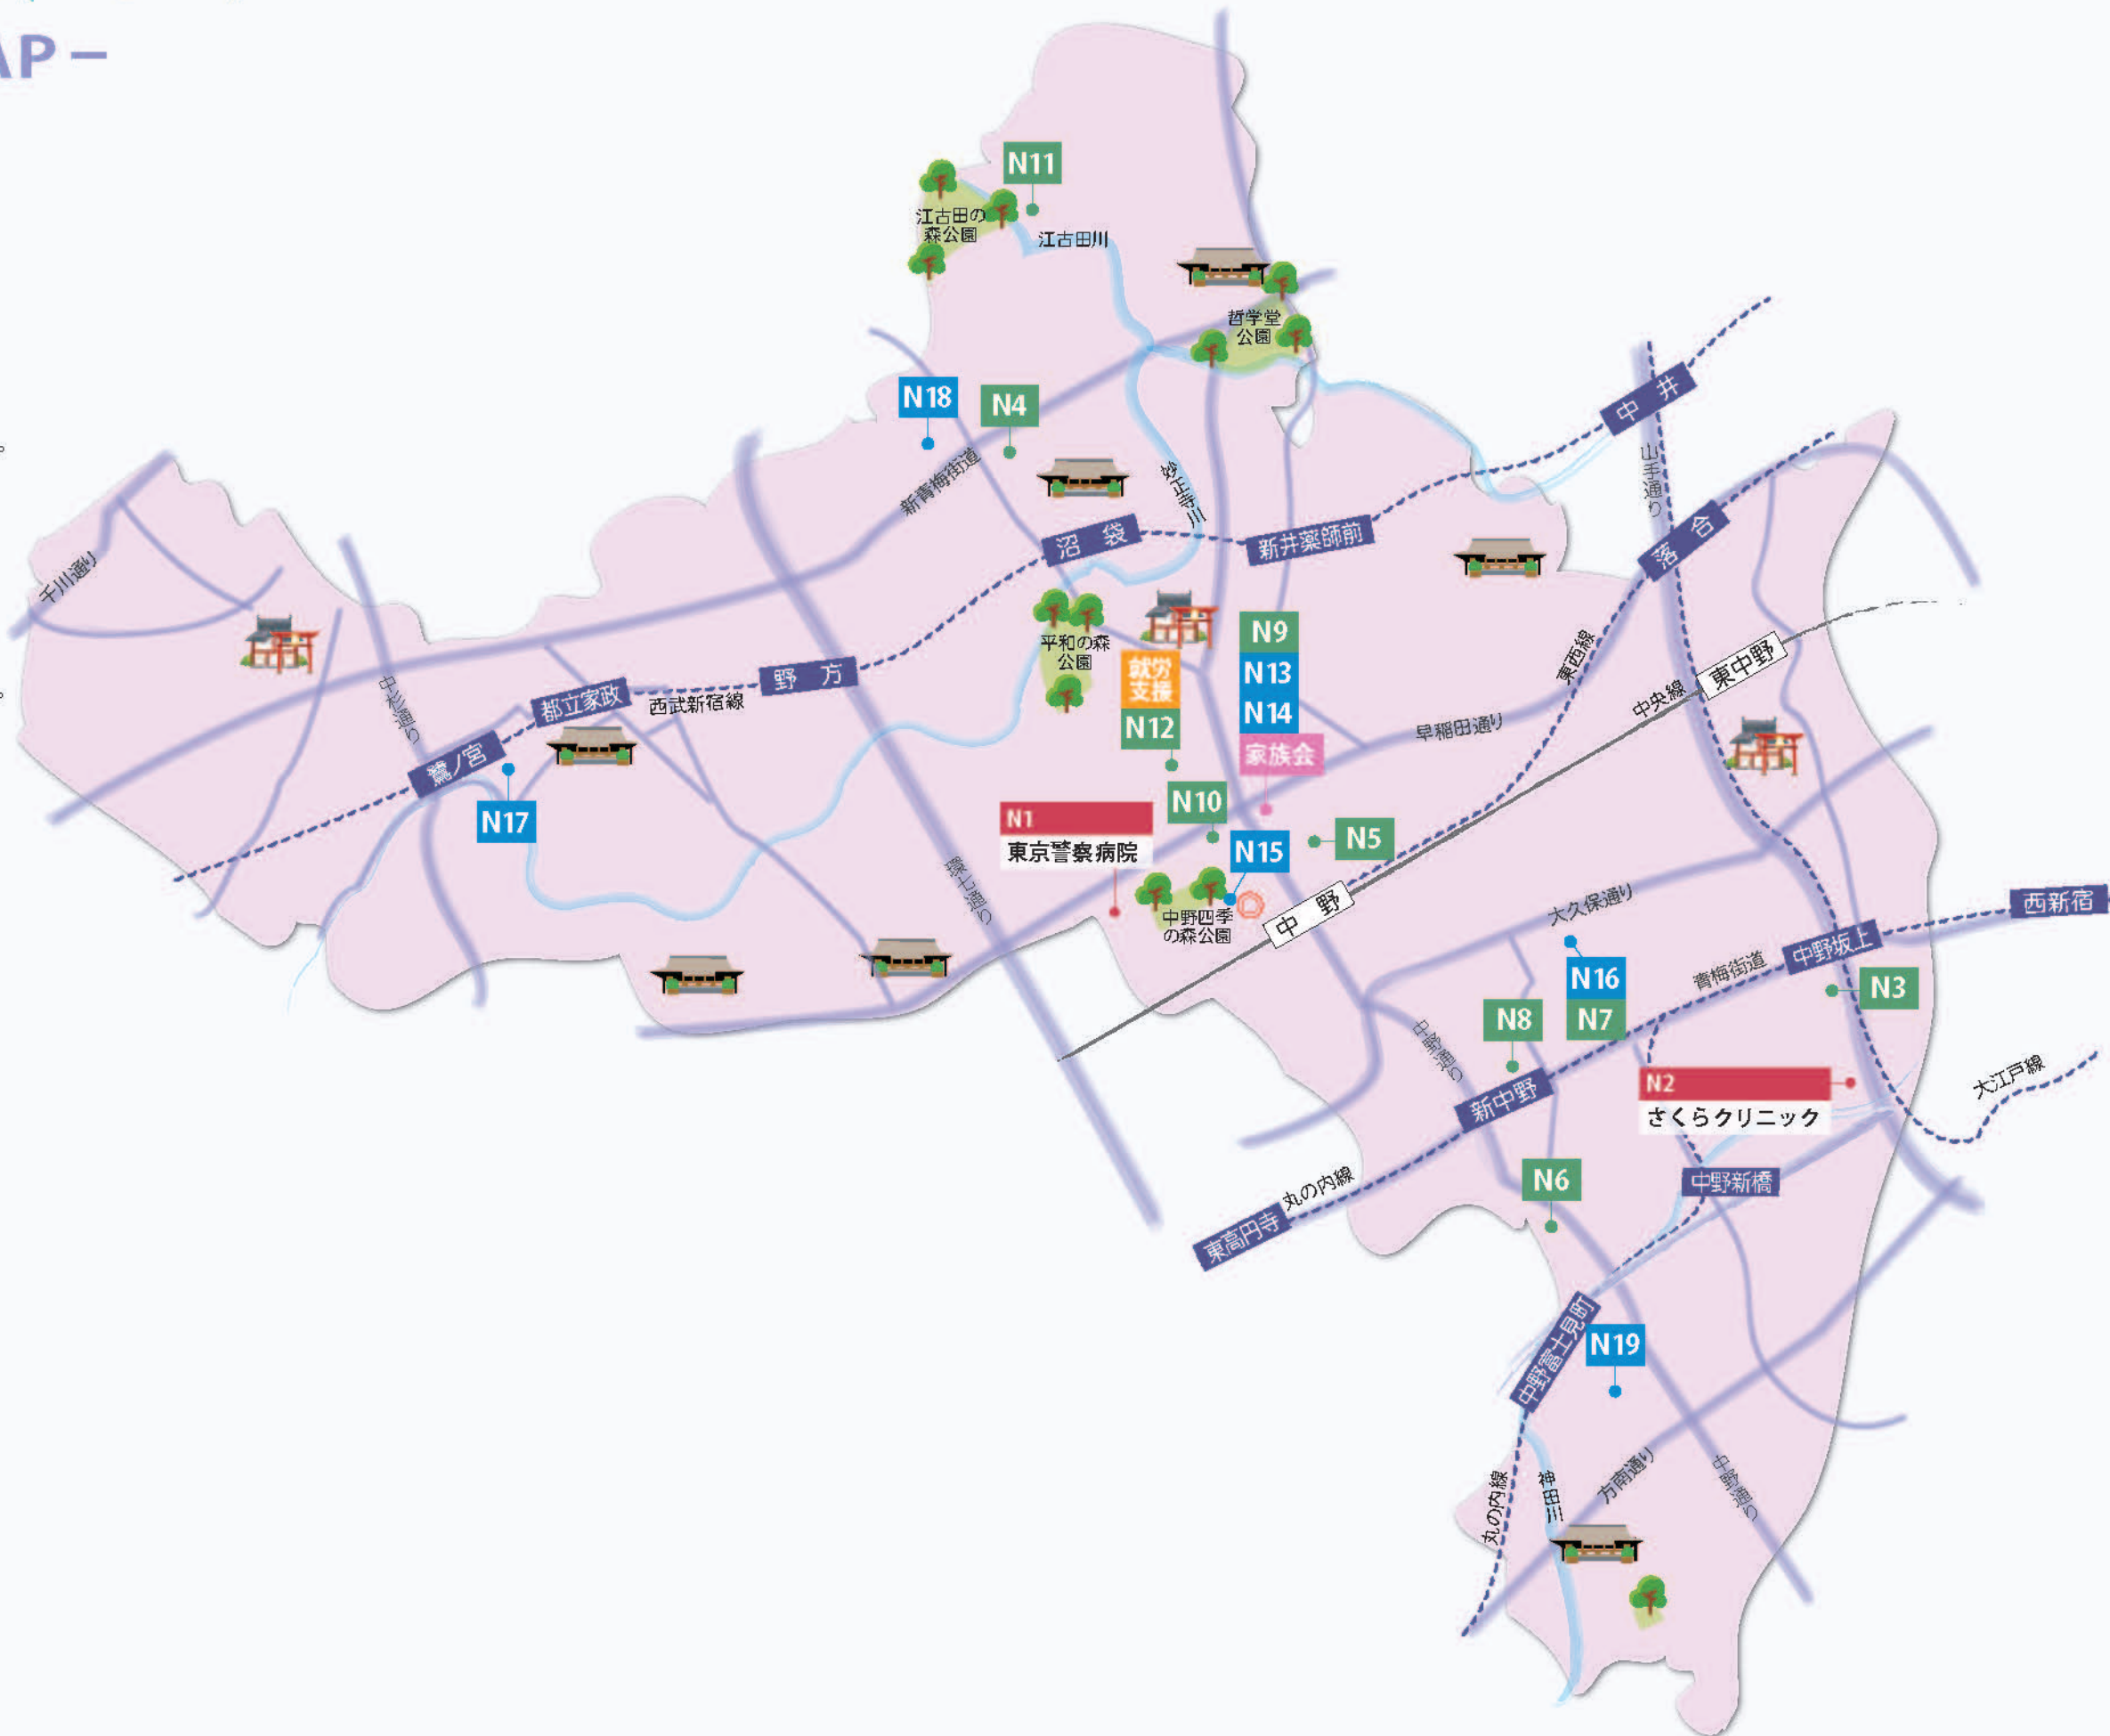 AP −
N11
江古田の
森公園
江古田川
哲学堂
公園
N18
N4
新青梅街道
妙正寺川
中 井
山手通り
沼 袋
新井薬師前
落 合
千川通り
平和の森
公園
就労
支援
N12
N9
N13
N14
家族会
東西線
中央線
東中野
早稲田通り
中杉通り
都立家政
西武新宿線
野 方
鷺ノ宮
N17
N10
N1
東京警察病院
N15
N5
環七通り
中野四季
の森公園
中 野
大久保通り
西新宿
中野坂上
青梅街道
N16
N7
N8
N3
中野通り
新中野
N2
さくらクリニック
大江戸線
丸の内線
東高円寺
N6
中野新橋
中野富士見町
N19
丸の内線
神田川
方南通り
中野通り